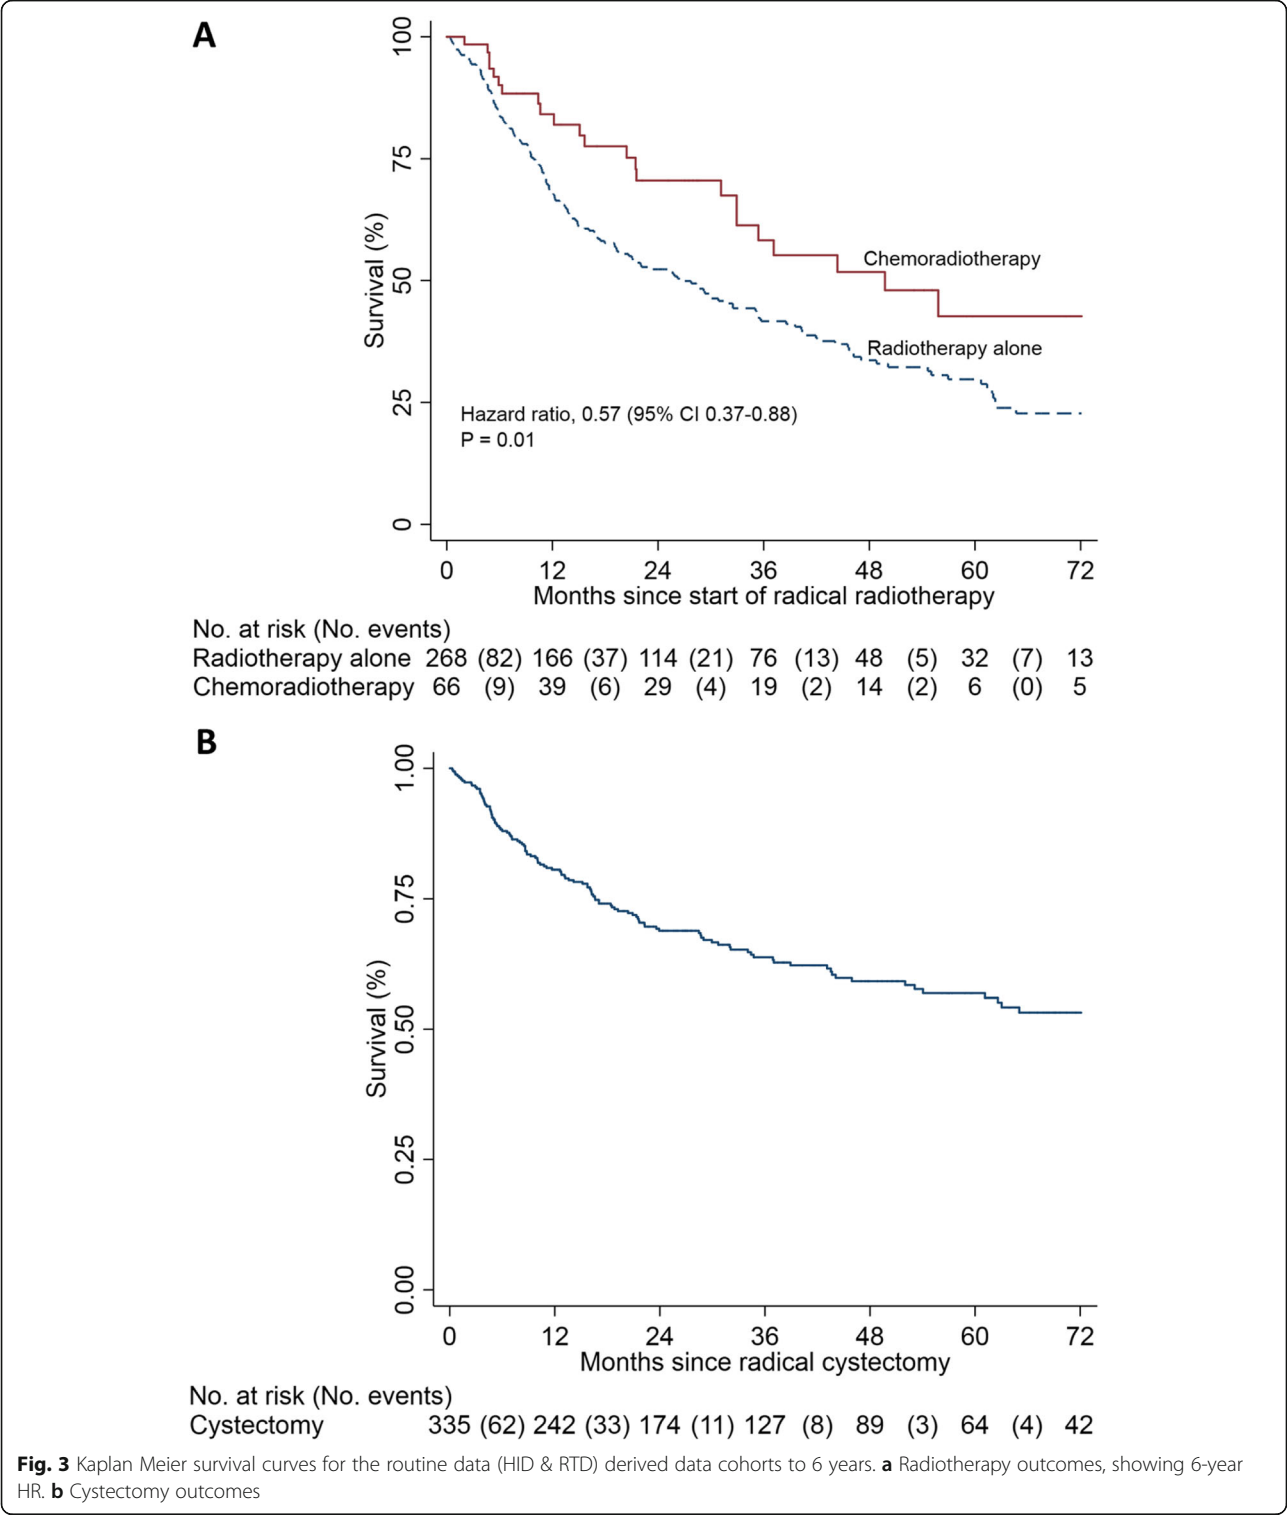 A
100
75
50
25
0
Survival (%)
Chemoradiotherapy
Radiotherapy alone
Hazard ratio, 0.57 (95% CI 0.37-0.88)
P = 0.01
0 12 24 36 48 60 72
Months since start of radical radiotherapy
No. at risk (No. events)
Radiotherapy alone 268 (82) 166 (37) 114 (21) 76 (13) 48 (5) 32 (7) 13
Chemoradiotherapy 66 (9) 39 (6) 29 (4) 19 (2) 14 (2) 6 (0) 5
B
1.00
0.75
0.50
0.25
0.00
Survival (%)
0 12 24 36 48 60 72
Months since radical cystectomy
No. at risk (No. events)
Cystectomy 335 (62) 242 (33) 174 (11) 127 (8) 89 (3) 64 (4) 42
Fig. 3 Kaplan Meier survival curves for the routine data (HID & RTD) derived data cohorts to 6 years. a Radiotherapy outcomes, showing 6-year
HR. b Cystectomy outcomes